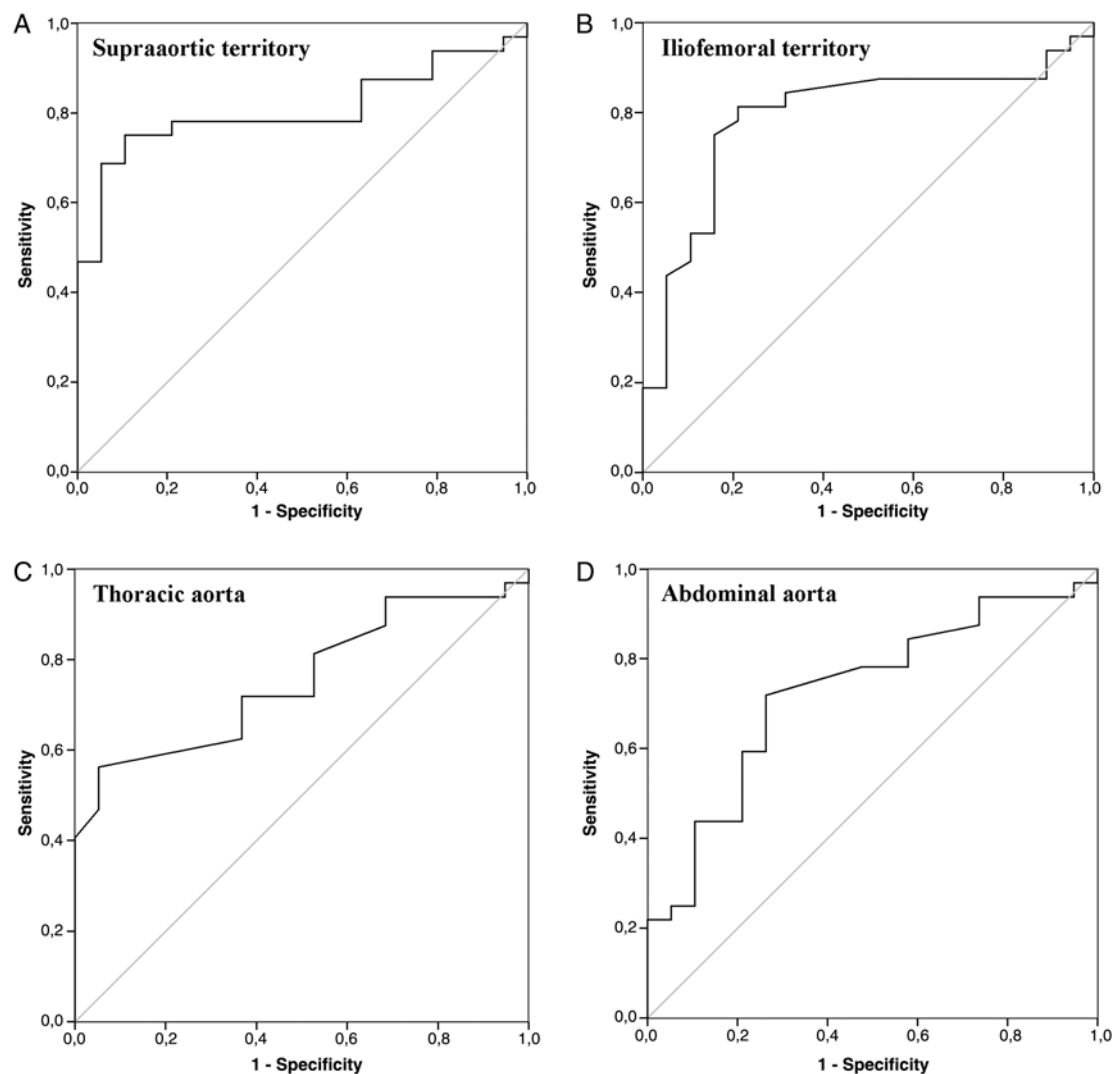 A
Supraaortic territory
1,0
0,8
0,6
0,4
0,2
0,0
Sensitivity
0,0 0,2 0,4 0,6 0,8 1,0
1 - Specificity
B
Iliofemoral territory
1,0
0,8
0,6
0,4
0,2
0,0
Sensitivity
0,0 0,2 0,4 0,6 0,8 1,0
1 - Specificity
C
Thoracic aorta
1,0
0,8
0,6
0,4
0,2
0,0
Sensitivity
0,0 0,2 0,4 0,6 0,8 1,0
1 - Specificity
D
Abdominal aorta
1,0
0,8
0,6
0,4
0,2
0,0
Sensitivity
0,0 0,2 0,4 0,6 0,8 1,0
1 - Specificity